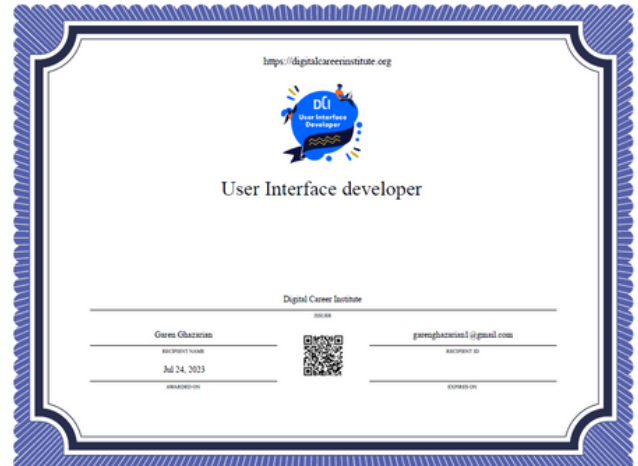 https://digitalcareerinstitute.org
DCI
User Interface
Developer
User Interface developer
Digital Career Institute
ISSUER
Garen Ghazarian
RECIPIENT NAME
garenghazarian1@gmail.com
RECIPIENT ID
Jul 24, 2023
AWARDED ON
EXPIRES ON